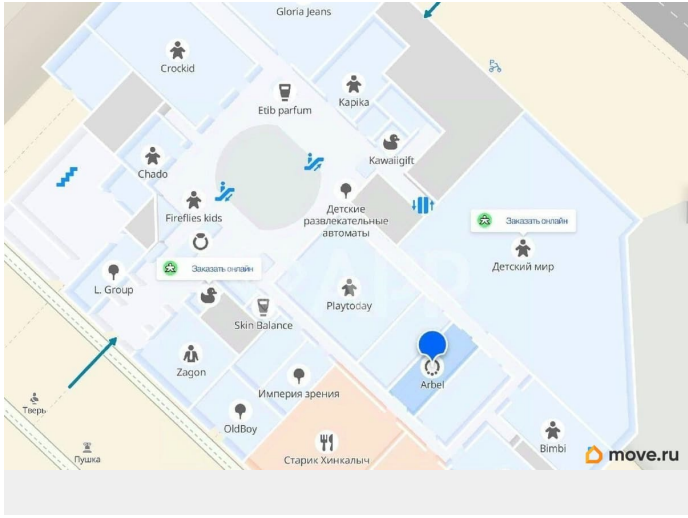 Gloria Jeans
Crockid
Etib parfum
Kapika
Kawaiigift
Chado
Fireflies kids
Детские
развлекательные
автоматы
Заказать онлайн
Детский мир
Заказать онлайн
L. Group
Playtoday
Skin Balance
Zagon
Империя зрения
Arbel
OldBoy
Тверь
Пушка
Старик Хинкалыч
Bimbi
move.ru